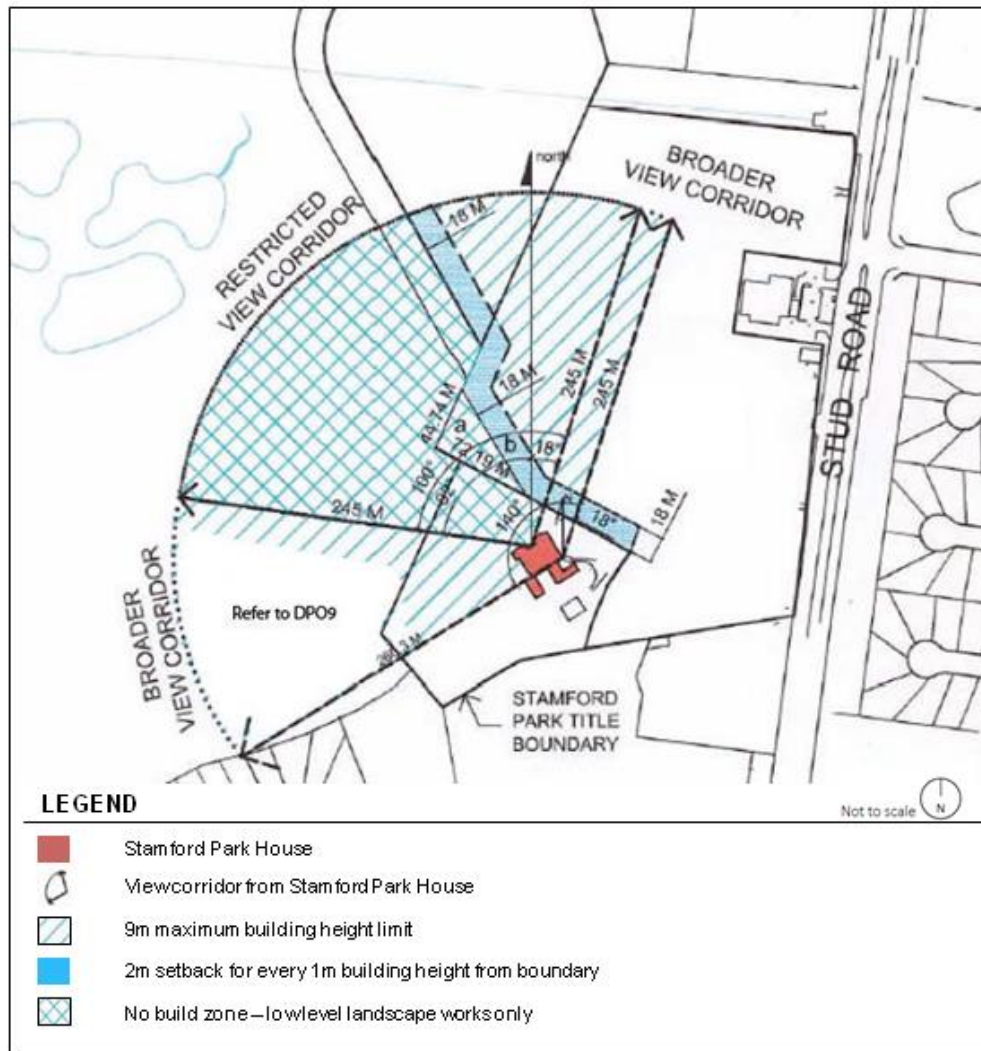 north
BROADER
VIEW CORRIDOR
RESTRICTED
VIEW CORRIDOR
18 M
18 M
245 M
245 M
44.74 M
a
72.19 M
b
18°
100°
140°
245 M
18°
18 M
STUD ROAD
Refer to DPO9
BROADER
VIEW CORRIDOR
STAMFORD
PARK TITLE
BOUNDARY
LEGEND
Not to scale
N
Stamford Park House
Viewcorridor from Stamford Park House
9m maximum building height limit
2m setback for every 1m building height from boundary
No build zone – lowlevel landscape works only